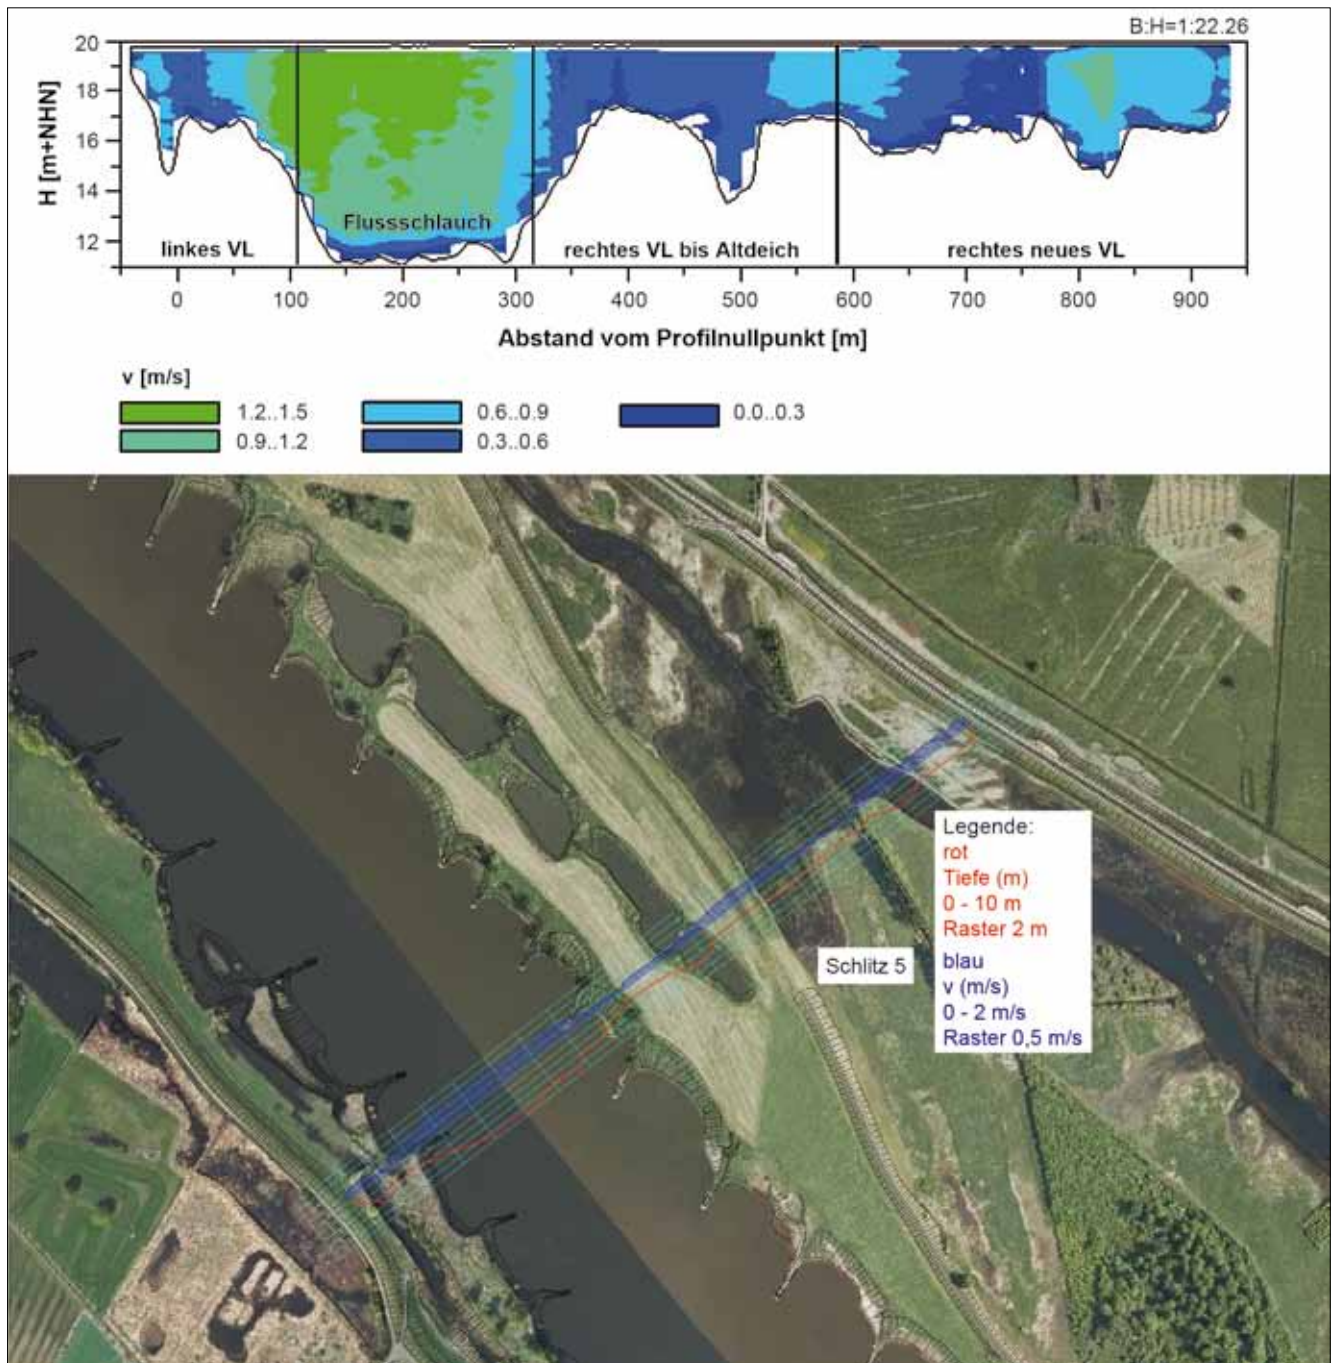 B:H=1:22.26
20
18
16
14
12
H [m+NHN]
Flussschlauch
linkes VL
rechtes VL bis Altdeich
rechtes neues VL
0 100 200 300 400 500 600 700 800 900
Abstand vom Profilnullpunkt [m]
v [m/s]
1.2..1.5 0.6..0.9 0.0..0.3
0.9..1.2 0.3..0.6
Legende:
rot
Tiefe (m)
0 - 10 m
Raster 2 m
blau
v (m/s)
0 - 2 m/s
Raster 0,5 m/s
Schlitz 5